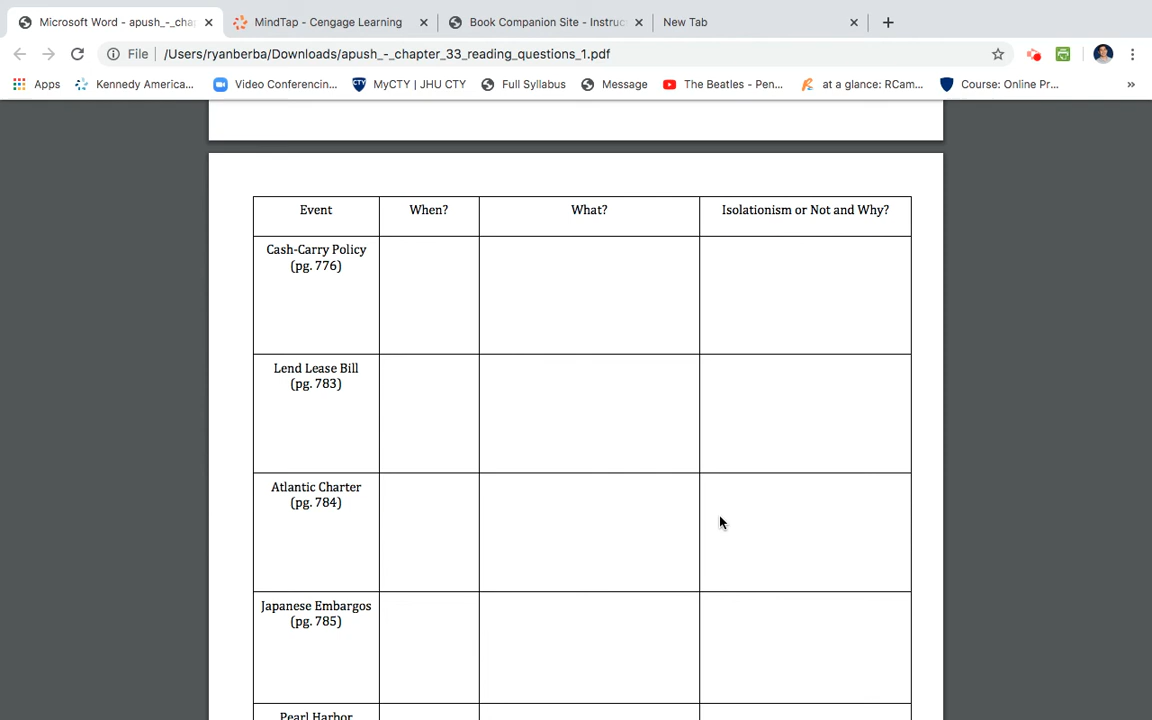 Microsoft Word - apush_-_cha
MindTap - Cengage Learning
Book Companion Site - Instruc
New Tab
File
/Users/ryanberba/Downloads/apush_-_chapter_33_reading_questions_1.pdf
Apps
Kennedy America...
Video Conferencin...
CTY
MyCTY | JHU CTY
Full Syllabus
Message
The Beatles - Pen...
at a glance: RCam...
Course: Online Pr...
»
Event
When?
What?
Isolationism or Not and Why?
Cash-Carry Policy
(pg. 776)
Lend Lease Bill
(pg. 783)
Atlantic Charter
(pg. 784)
Japanese Embargos
(pg. 785)
Pearl Harbor